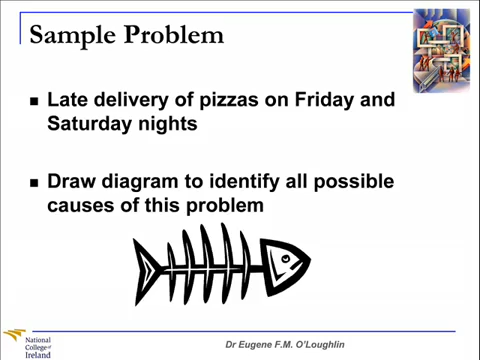 Sample Problem
Late delivery of pizzas on Friday and
Saturday nights
Draw diagram to identify all possible
causes of this problem
National
College of
Ireland
Dr Eugene F.M. O'Loughlin